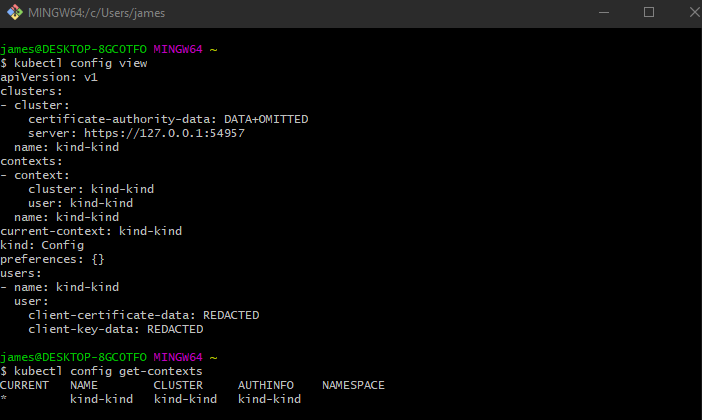 MINGW64:/c/Users/james
james@DESKTOP-8GCOTFO MINGW64 ~
$ kubectl config view
apiVersion: v1
clusters:
- cluster:
    certificate-authority-data: DATA+OMITTED
    server: https://127.0.0.1:54957
  name: kind-kind
contexts:
- context:
    cluster: kind-kind
    user: kind-kind
  name: kind-kind
current-context: kind-kind
kind: Config
preferences: {}
users:
- name: kind-kind
  user:
    client-certificate-data: REDACTED
    client-key-data: REDACTED
james@DESKTOP-8GCOTFO MINGW64 ~
$ kubectl config get-contexts
CURRENT   NAME        CLUSTER     AUTHINFO    NAMESPACE
*         kind-kind   kind-kind   kind-kind